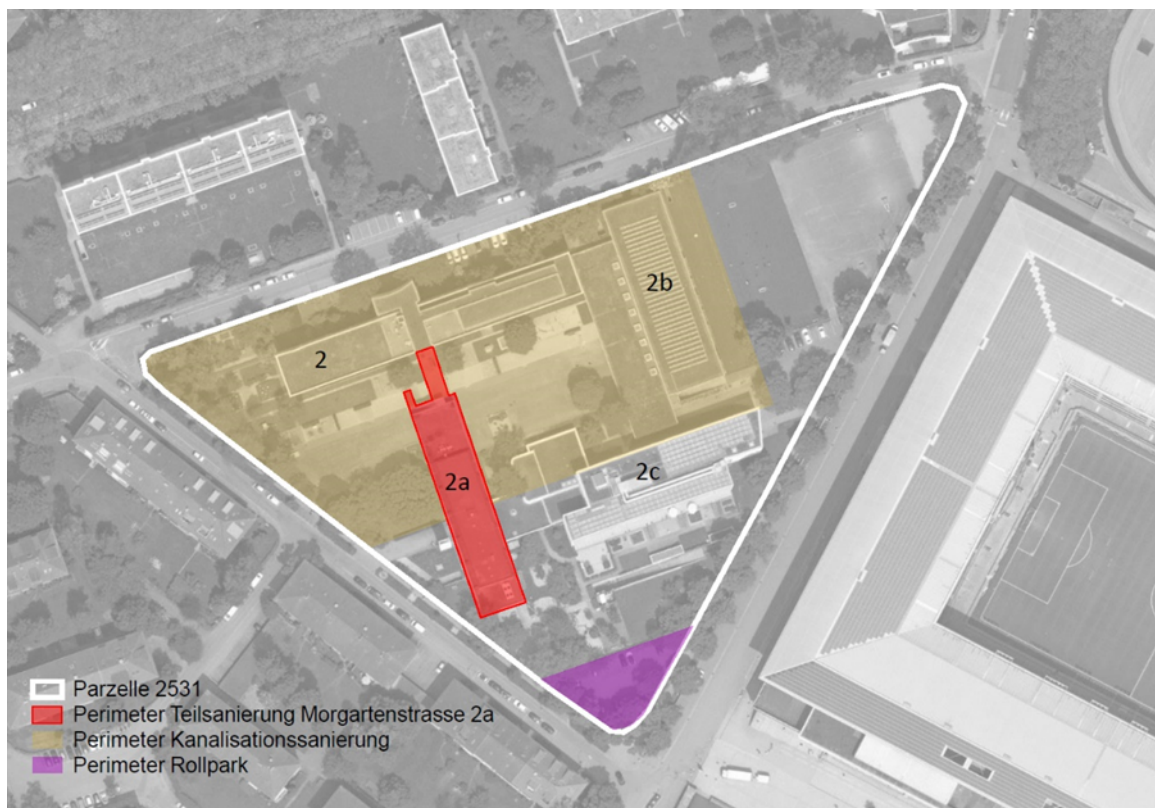 2b
2
2a
2c
Parzelle 2531
Perimeter Teilsanierung Morgartenstrasse 2a
Perimeter Kanalisationssanierung
Perimeter Rollpark